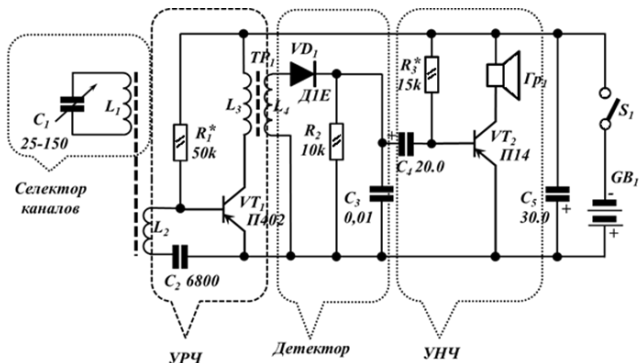 VD₁
TP₁
Д1Е
R₃*
15k
Гр₁
C₁
25-150
L₁
L₃
L₄
R₁*
50k
R₂
10k
+
C₄ 20.0
VT₂
П14
S₁
GB₁
-
+
Селектор
каналов
L₂
VT₁
П402
C₃
0,01
C₅
30.0
+
C₂ 6800
УРЧ
Детектор
УНЧ